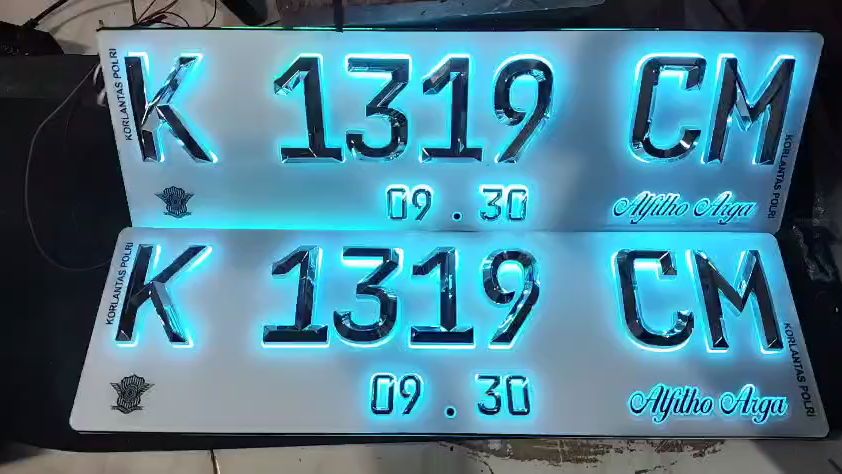 KORLANTAS POLRI
K 1319 CM
KORLANTAS POLRI
09 . 30
Alfitho Arga
KORLANTAS POLRI
K 1319 CM
KORLANTAS POLRI
09 . 30
Alfitho Arga